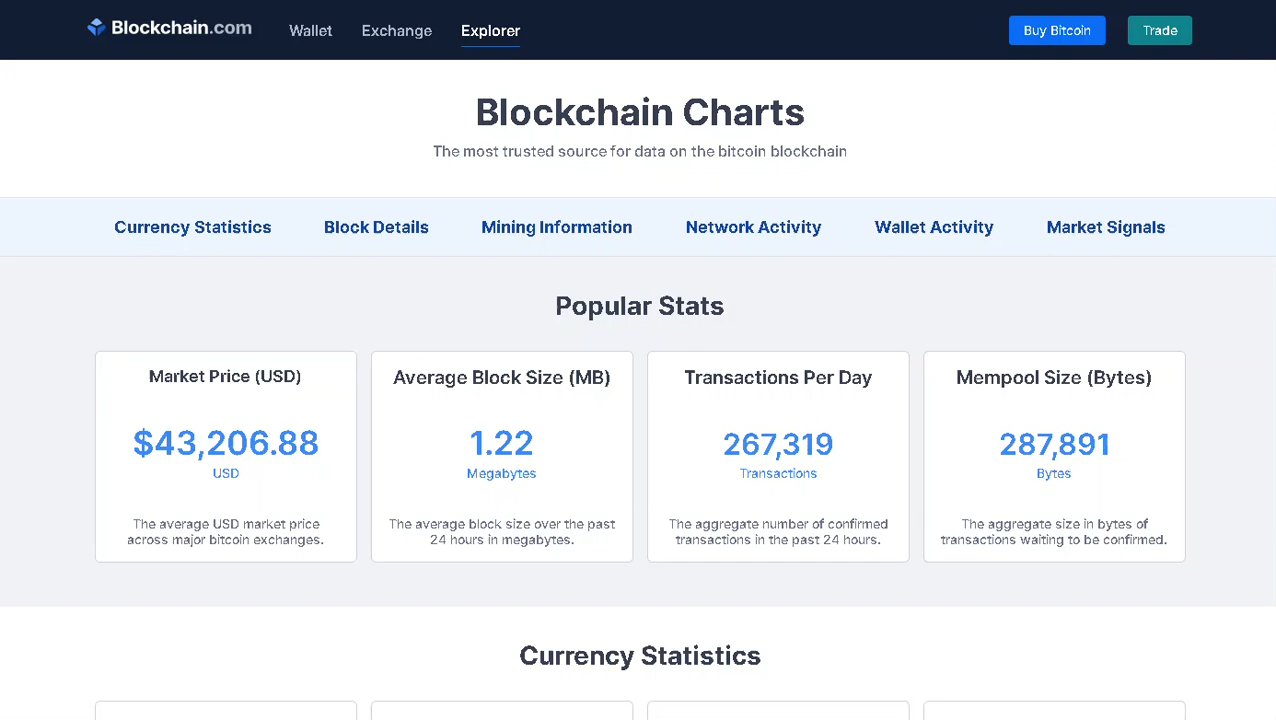 Blockchain.com Wallet Exchange Explorer Buy Bitcoin Trade
Blockchain Charts
The most trusted source for data on the bitcoin blockchain
Currency Statistics Block Details Mining Information Network Activity Wallet Activity Market Signals
Popular Stats
Market Price (USD)
$43,206.88
USD
The average USD market price
across major bitcoin exchanges.
Average Block Size (MB)
1.22
Megabytes
The average block size over the past
24 hours in megabytes.
Transactions Per Day
267,319
Transactions
The aggregate number of confirmed
transactions in the past 24 hours.
Mempool Size (Bytes)
287,891
Bytes
The aggregate size in bytes of
transactions waiting to be confirmed.
Currency Statistics